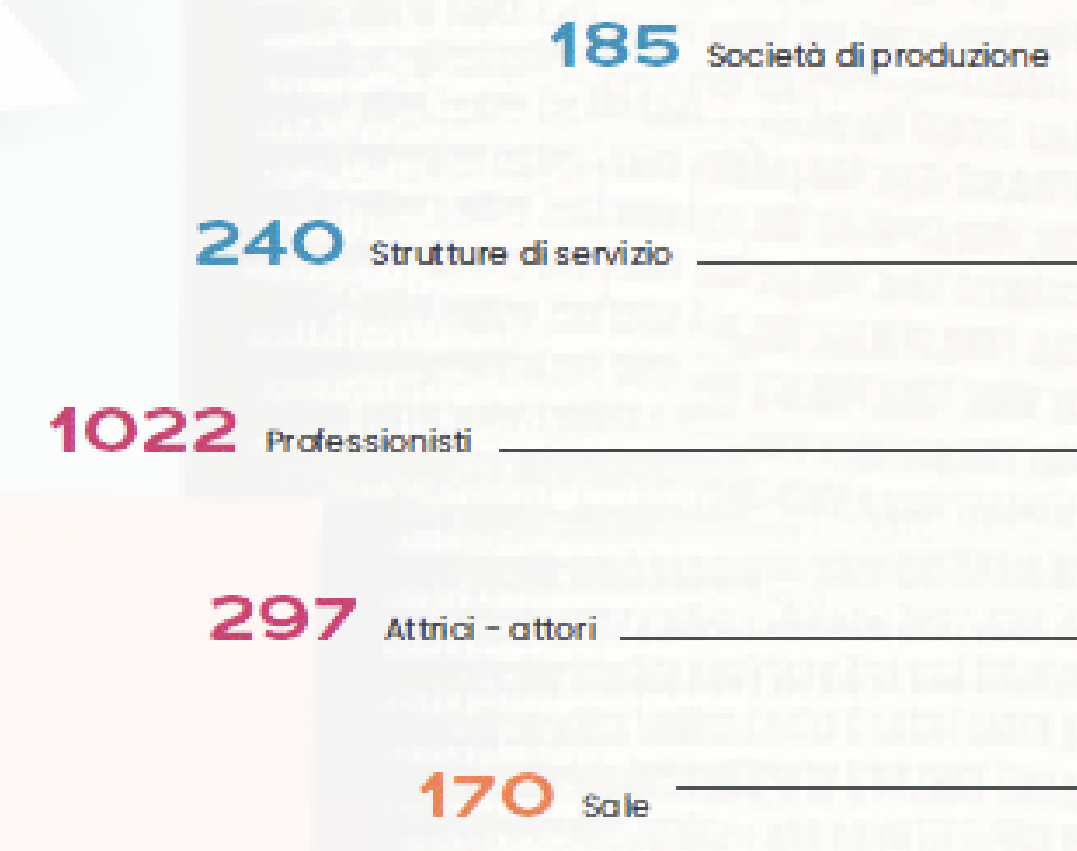 185 Società di produzione
240 Strutture di servizio
1022 Professionisti
297 Attrici - attori
170 Sale